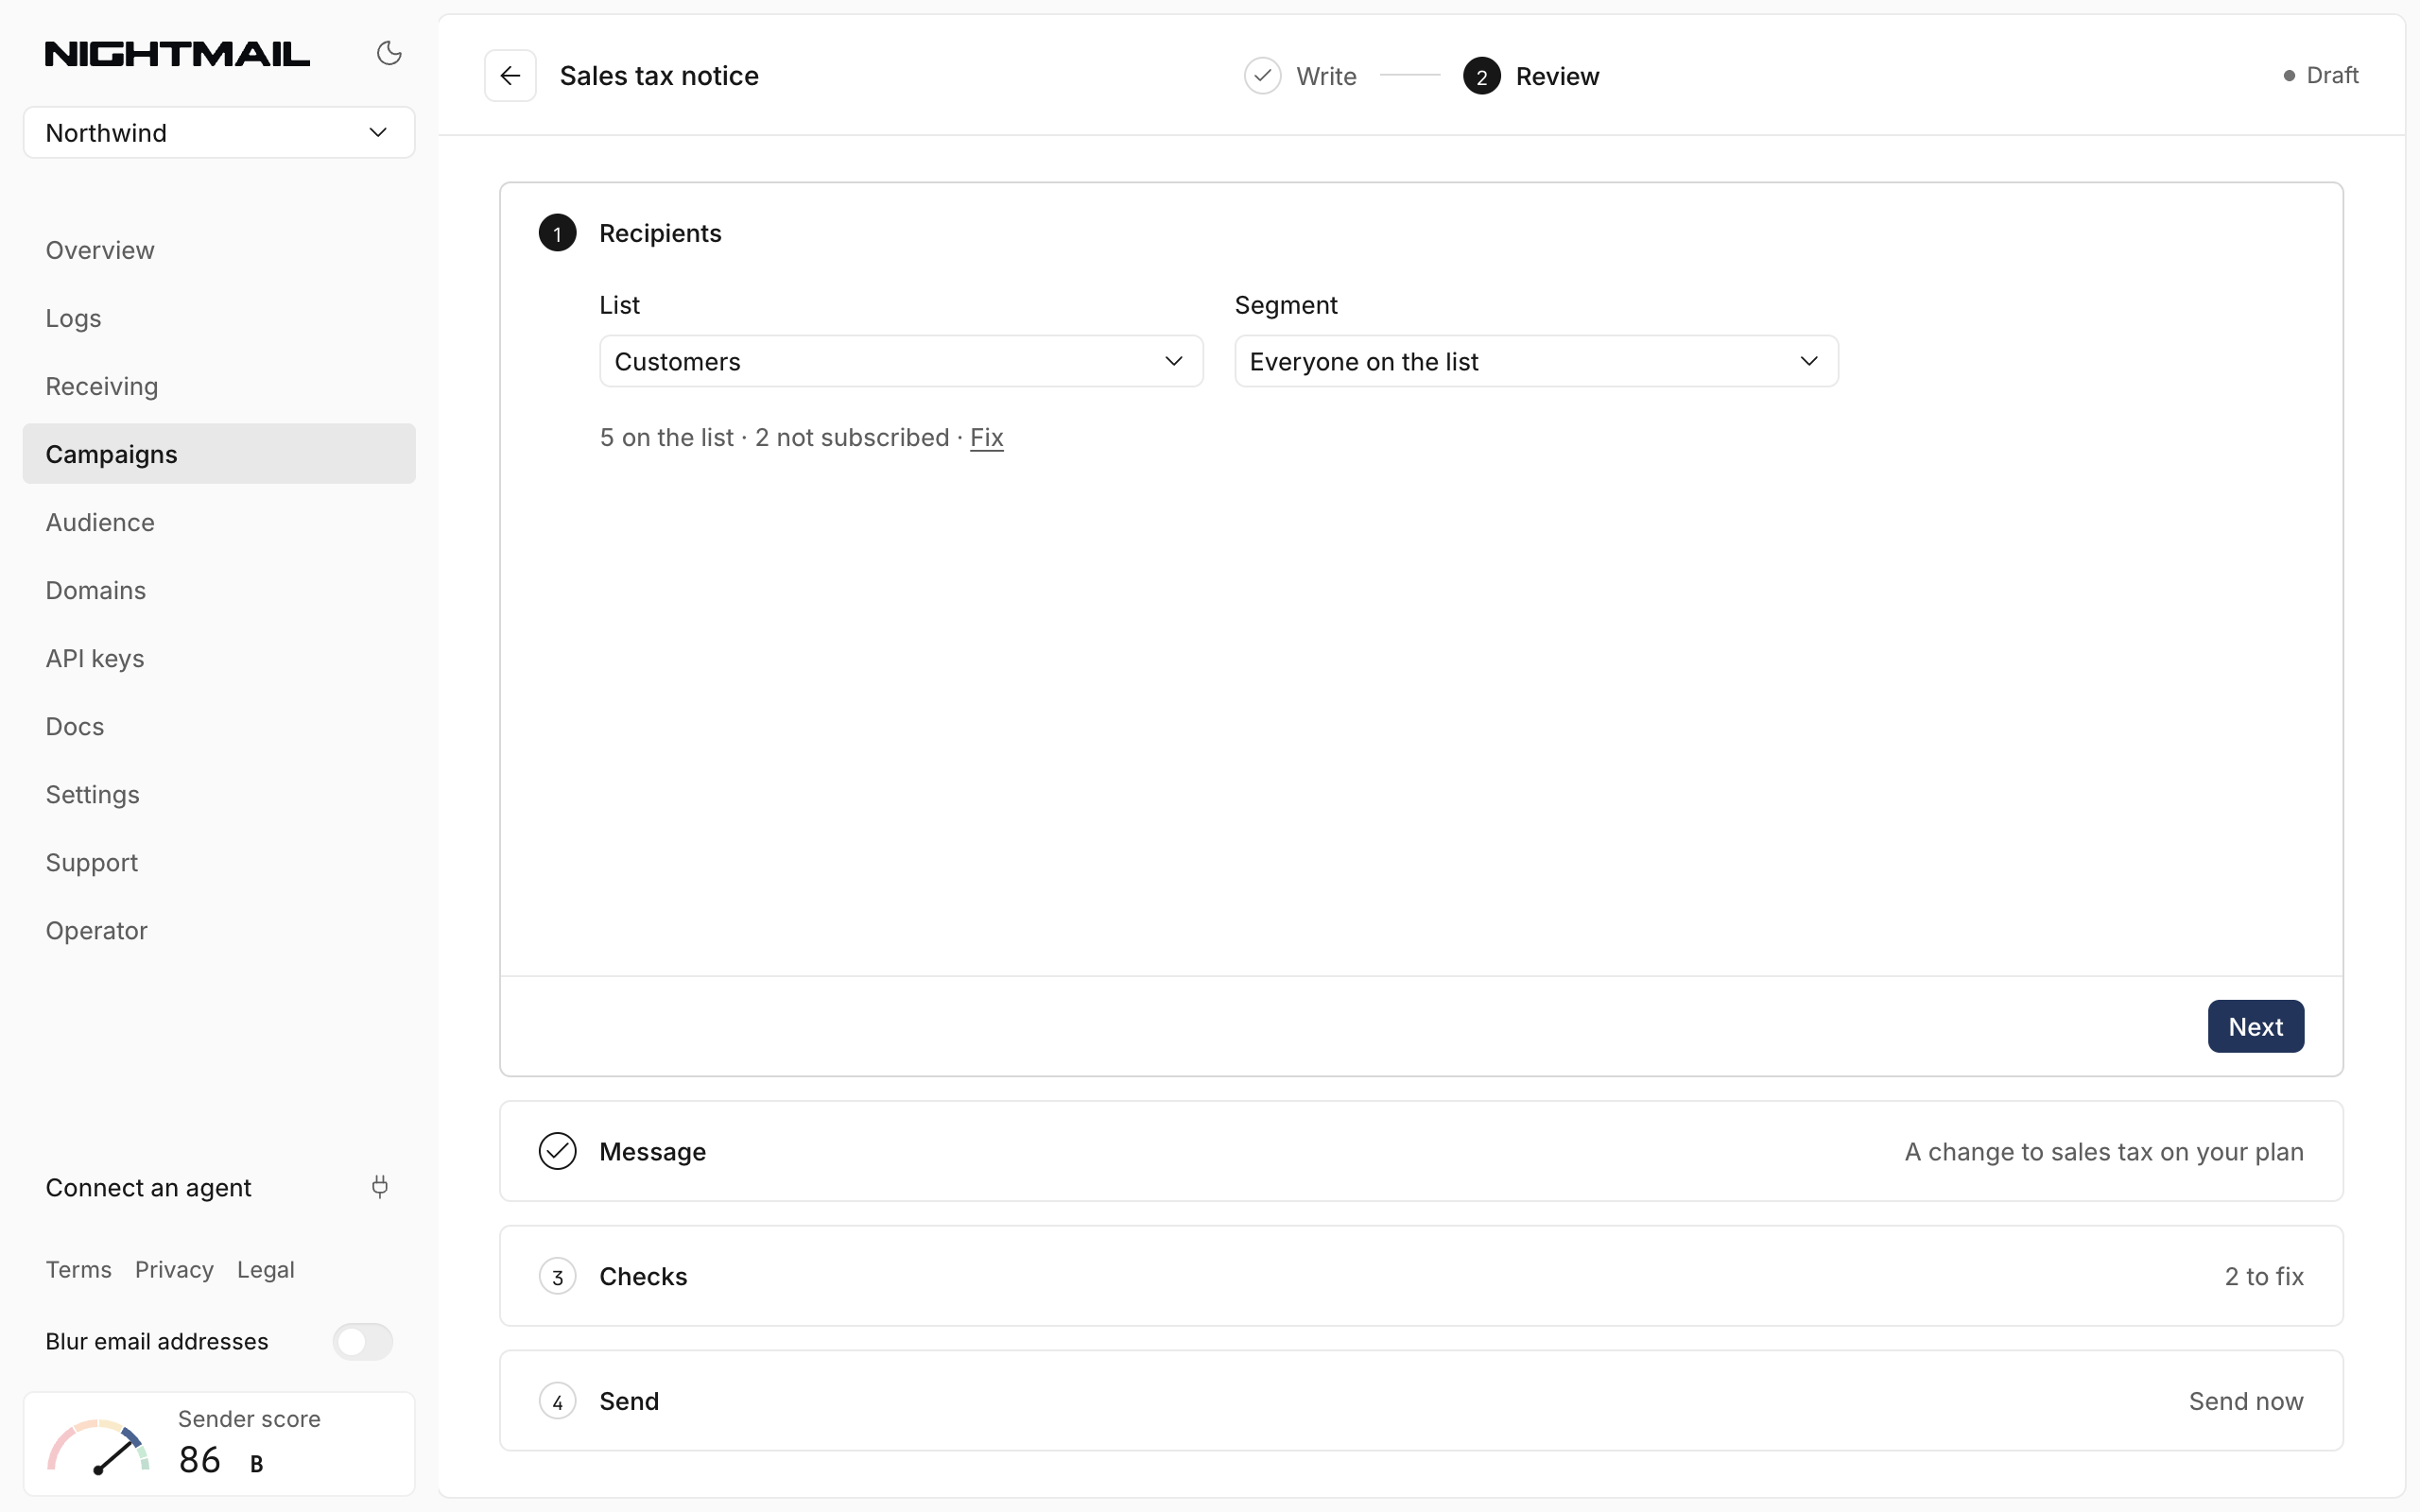 NIGHTMAIL
Northwind
Overview
Logs
Receiving
Campaigns
Audience
Domains
API keys
Docs
Settings
Support
Operator
Connect an agent
Terms Privacy Legal
Blur email addresses
Sender score
86 B
Sales tax notice
Write
2 Review
Draft
1 Recipients
List
Customers
Segment
Everyone on the list
5 on the list · 2 not subscribed · Fix
Next
Message
A change to sales tax on your plan
3 Checks
2 to fix
4 Send
Send now